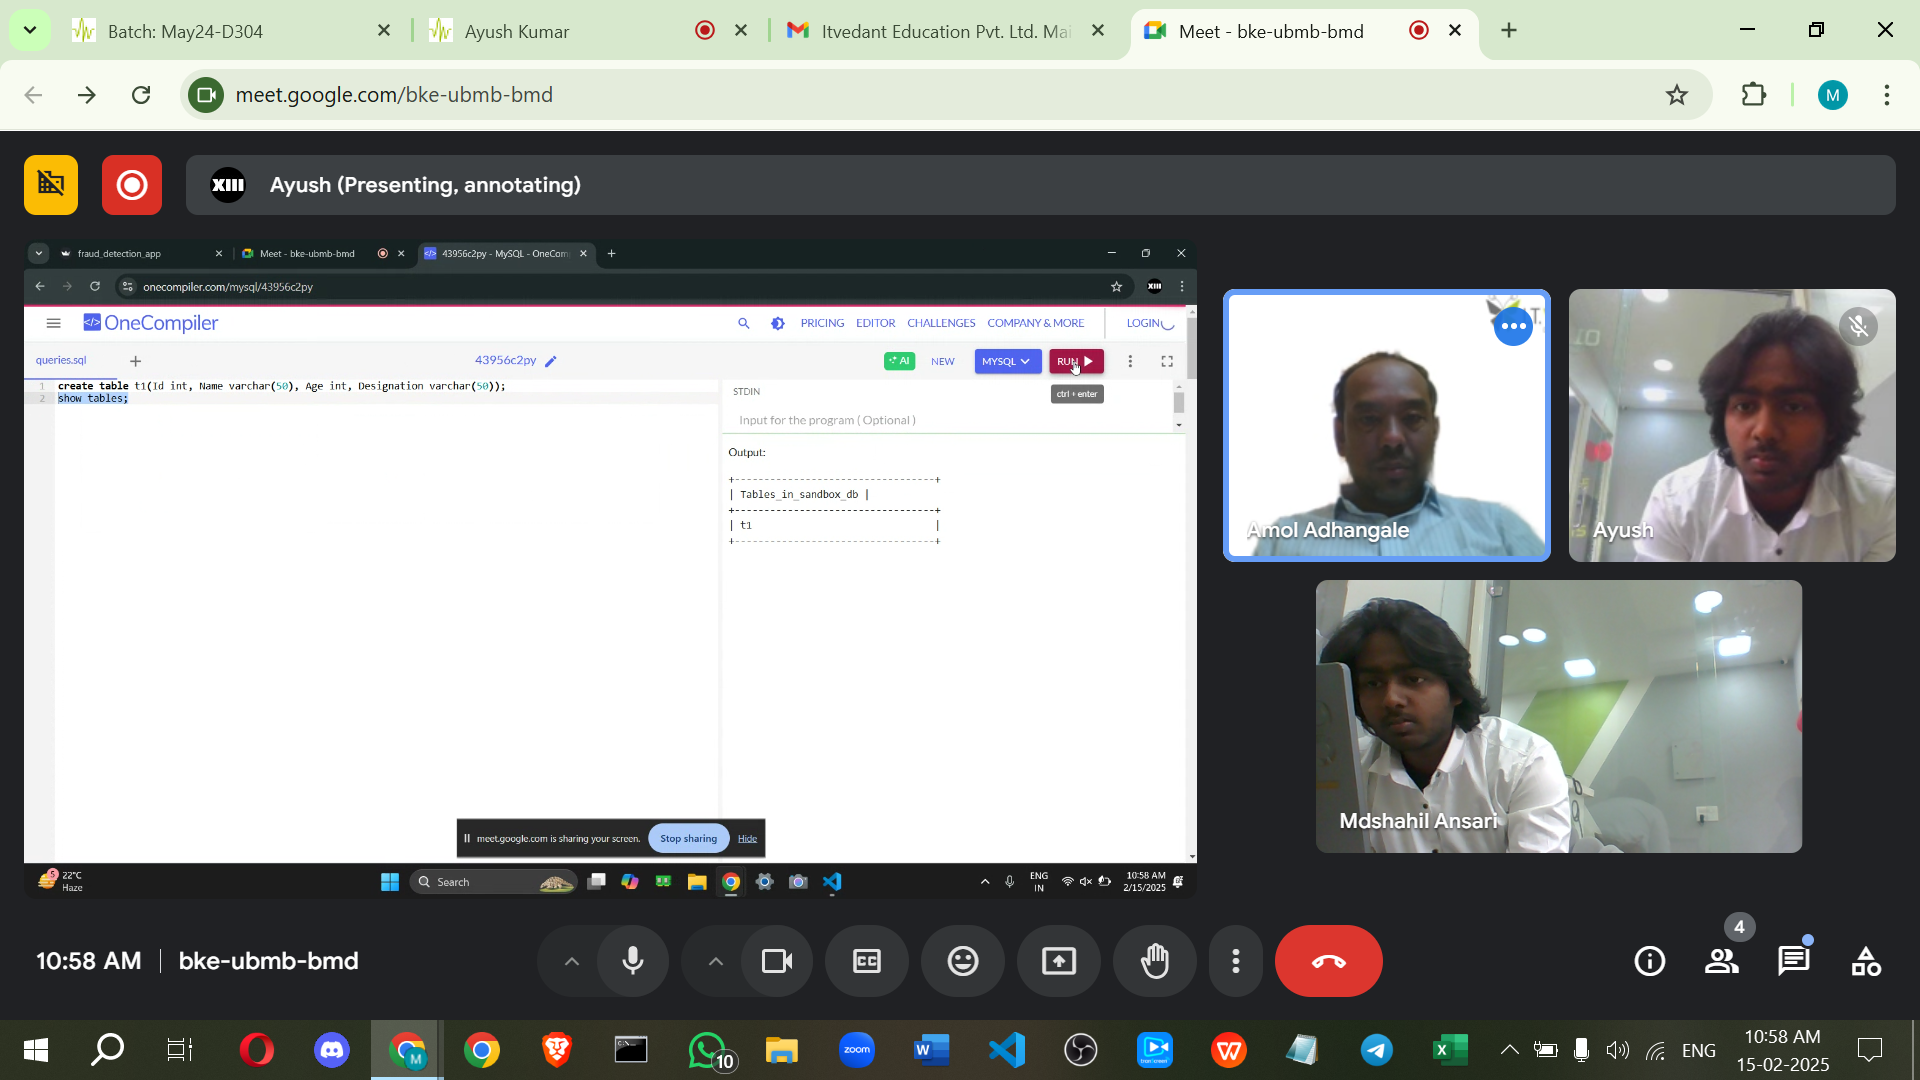 Batch: May24-D304
Ayush Kumar
Itvedant Education Pvt. Ltd. Mai
Meet - bke-ubmb-bmd
meet.google.com/bke-ubmb-bmd
M
XIII
Ayush (Presenting, annotating)
fraud_detection_app
Meet - bke-ubmb-bmd
43956c2py - MySQL - OneCom
onecompiler.com/mysql/43956c2py
XIII
OneCompiler
PRICING
EDITOR
CHALLENGES
COMPANY & MORE
LOGIN
queries.sql
43956c2py
AI
NEW
MYSQL
RUN
ctrl + enter
1 create table t1(Id int, Name varchar(50), Age int, Designation varchar(50));
2 show tables;
STDIN
Input for the program ( Optional )
Output:
+---------------------------------+
| Tables_in_sandbox_db |
+---------------------------------+
| t1 |
+---------------------------------+
meet.google.com is sharing your screen.
Stop sharing
Hide
5
22°C
Haze
Search
ENG
IN
10:58 AM
2/15/2025
Amol Adhangale
Ayush
Mdshahil Ansari
10:58 AM
bke-ubmb-bmd
4
M
10
zoom
ENG
10:58 AM
15-02-2025